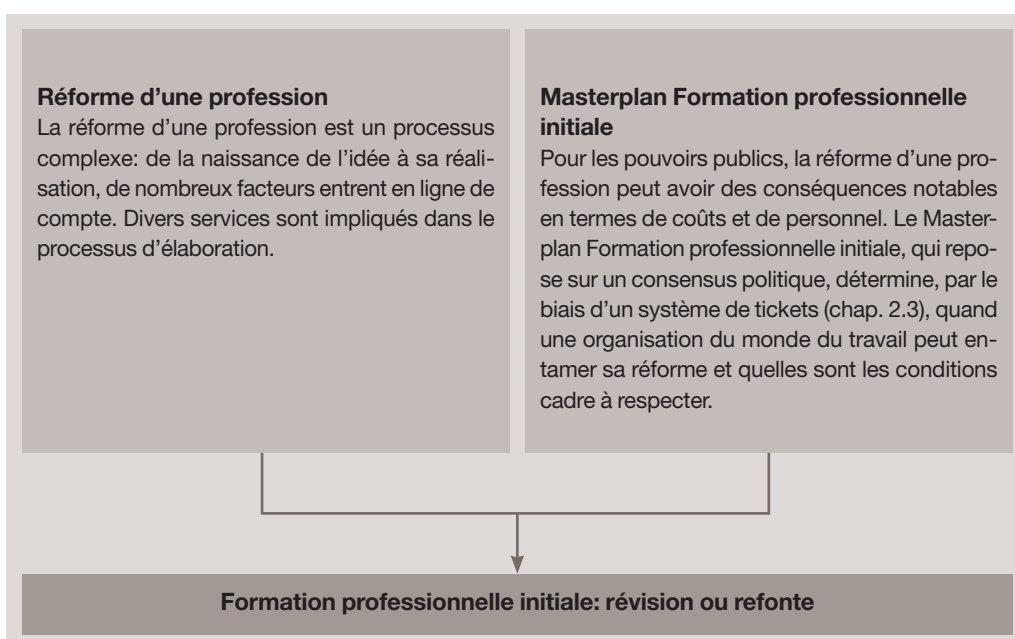 Réforme d’une profession
La réforme d’une profession est un processus
complexe: de la naissance de l’idée à sa réali-
sation, de nombreux facteurs entrent en ligne de
compte. Divers services sont impliqués dans le
processus d’élaboration.
Masterplan Formation professionnelle
initiale
Pour les pouvoirs publics, la réforme d’une pro-
fession peut avoir des conséquences notables
en termes de coûts et de personnel. Le Master-
plan Formation professionnelle initiale, qui repo-
se sur un consensus politique, détermine, par le
biais d’un système de tickets (chap. 2.3), quand
une organisation du monde du travail peut en-
tamer sa réforme et quelles sont les conditions
cadre à respecter.
Formation professionnelle initiale: révision ou refonte